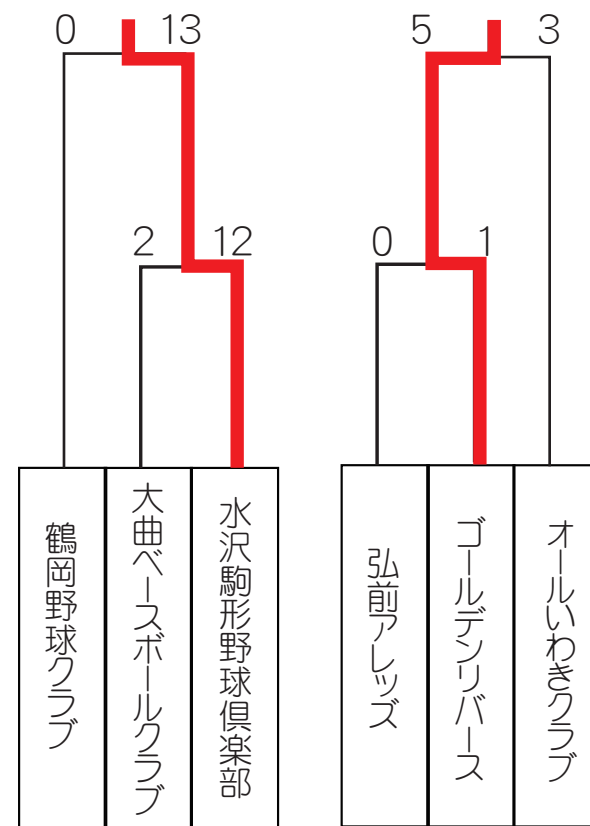 0 13 5 3
2 12 0 1
鶴岡野球クラブ
大曲ベースボールクラブ
水沢駒形野球倶楽部
弘前アレッズ
ゴールデンリバース
オールいわきクラブ